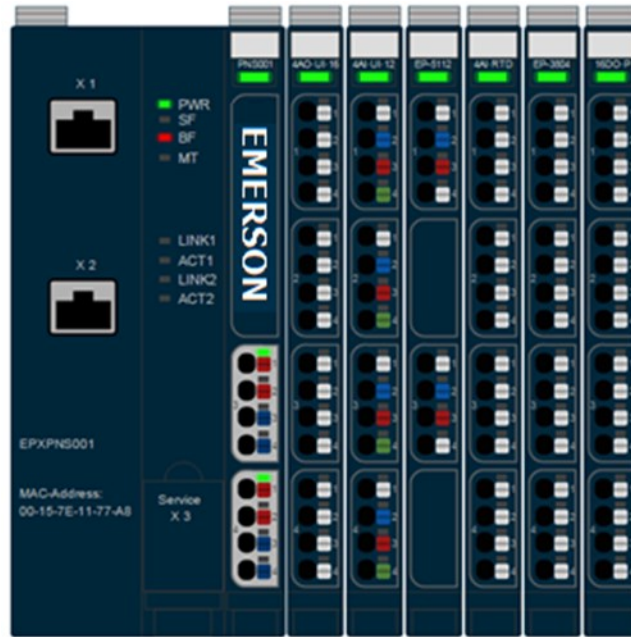 PNS001
4AO-UI-16
4AI-UI-12
EP-5112
4AI-RTD
EP-3804
16DO-P
X 1
PWR
SF
BF
MT
EMERSON
LINK1
ACT1
LINK2
ACT2
X 2
EPXPNS001
MAC-Address:
00-15-7E-11-77-A8
Service
X 3